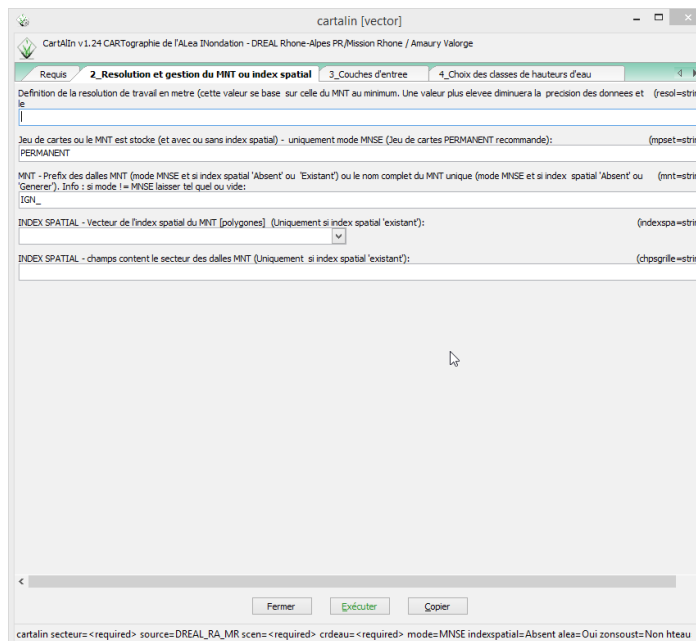 cartalin [vector]
CartAlIn v1.24 CARTographie de l'ALea INondation - DREAL Rhone-Alpes PR/Mission Rhone / Amaury Valorge
Requis 2_Resolution et gestion du MNT ou index spatial 3_Couches d'entree 4_Choix des classes de hauteurs d'eau
Definition de la resolution de travail en metre (cette valeur se base sur celle du MNT au minimum. Une valeur plus elevee diminuera la precision des donnees et (resol=strin
le
Jeu de cartes ou le MNT est stocke (et avec ou sans index spatial) - uniquement mode MNSE (Jeu de cartes PERMANENT recommande): (mpset=strin
PERMANENT
MNT - Prefix des dalles MNT (mode MNSE et si index spatial 'Absent' ou 'Existant') ou le nom complet du MNT unique (mode MNSE et si index spatial 'Absent' ou (mnt=strin
'Generer'). Info : si mode != MNSE laisser tel quel ou vide:
IGN_
INDEX SPATIAL - Vecteur de l'index spatial du MNT [polygones] (Uniquement si index spatial 'existant'): (indexspa=strin
INDEX SPATIAL - champs content le secteur des dalles MNT (Uniquement si index spatial 'existant'): (chpsgrille=strin
Fermer Exécuter Copier
cartalin secteur=<required> source=DREAL_RA_MR scen=<required> crdeau=<required> mode=MNSE indexspatial=Absent alea=Oui zonsoust=Non hteau